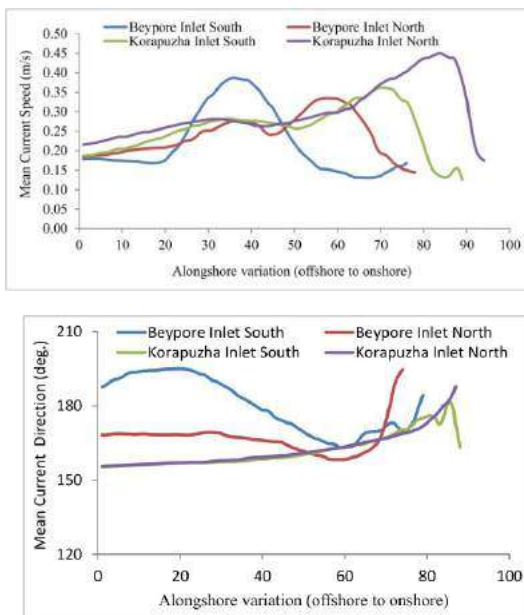 Beypore Inlet South Beypore Inlet North
Korapuzha Inlet South Korapuzha Inlet North
Mean Current Speed (m/s)
0.50
0.45
0.40
0.35
0.30
0.25
0.20
0.15
0.10
0.05
0.00
0 10 20 30 40 50 60 70 80 90 100
Alongshore variation (offshore to onshore)
Beypore Inlet South Beypore Inlet North
Korapuzha Inlet South Korapuzha Inlet North
Mean Current Direction (deg.)
210
180
150
120
0 20 40 60 80 100
Alongshore variation (offshore to onshore)